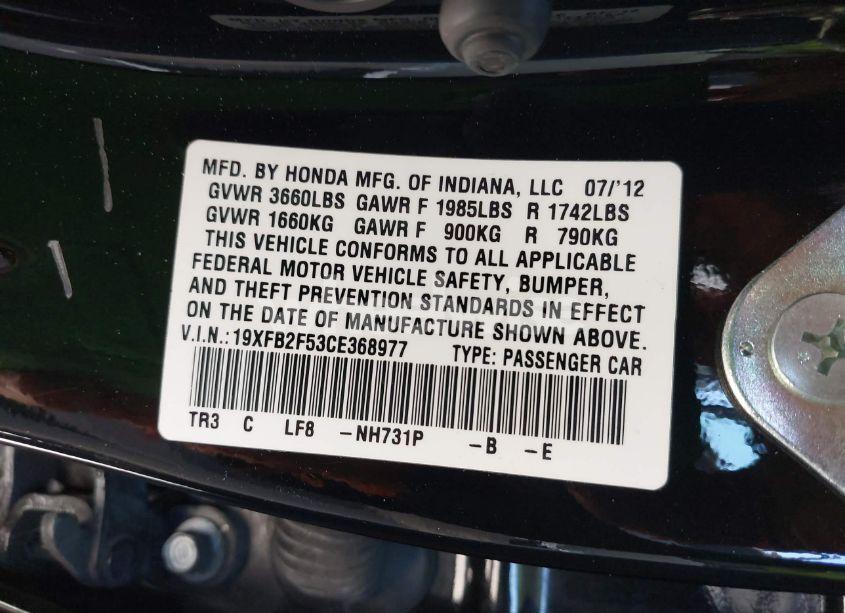 MFD. BY HONDA MFG. OF INDIANA, LLC 07/'12
GVWR 3660LBS GAWR F 1985LBS R 1742LBS
GVWR 1660KG GAWR F 900KG R 790KG
THIS VEHICLE CONFORMS TO ALL APPLICABLE
FEDERAL MOTOR VEHICLE SAFETY, BUMPER,
AND THEFT PREVENTION STANDARDS IN EFFECT
ON THE DATE OF MANUFACTURE SHOWN ABOVE.
V.I.N.:19XFB2F53CE368977 TYPE: PASSENGER CAR
TR3 C LF8 -NH731P -B -E